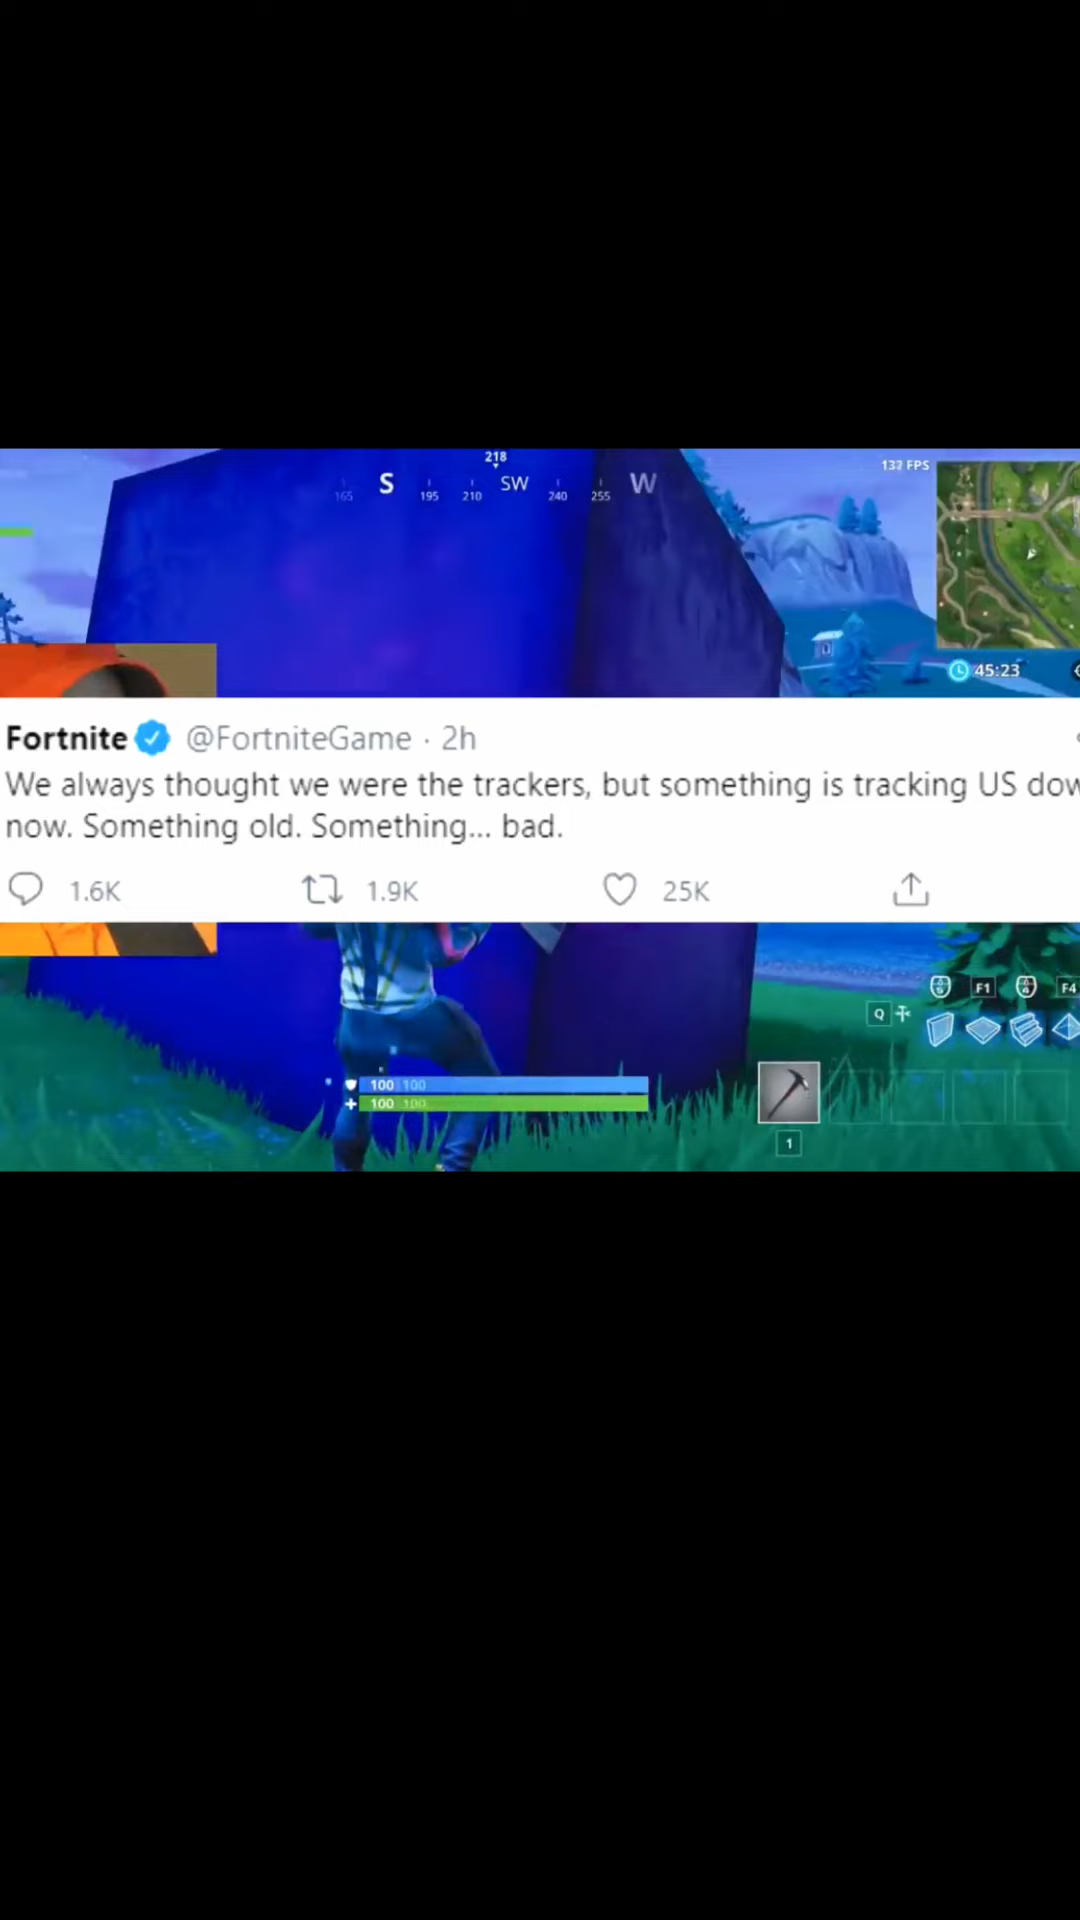 218
165 S 195 210 SW 240 255 W
137 FPS
45:23
Fortnite @FortniteGame · 2h
We always thought we were the trackers, but something is tracking US dow
now. Something old. Something... bad.
1.6K 1.9K 25K
F1 F4
Q
100 100
100 100
1